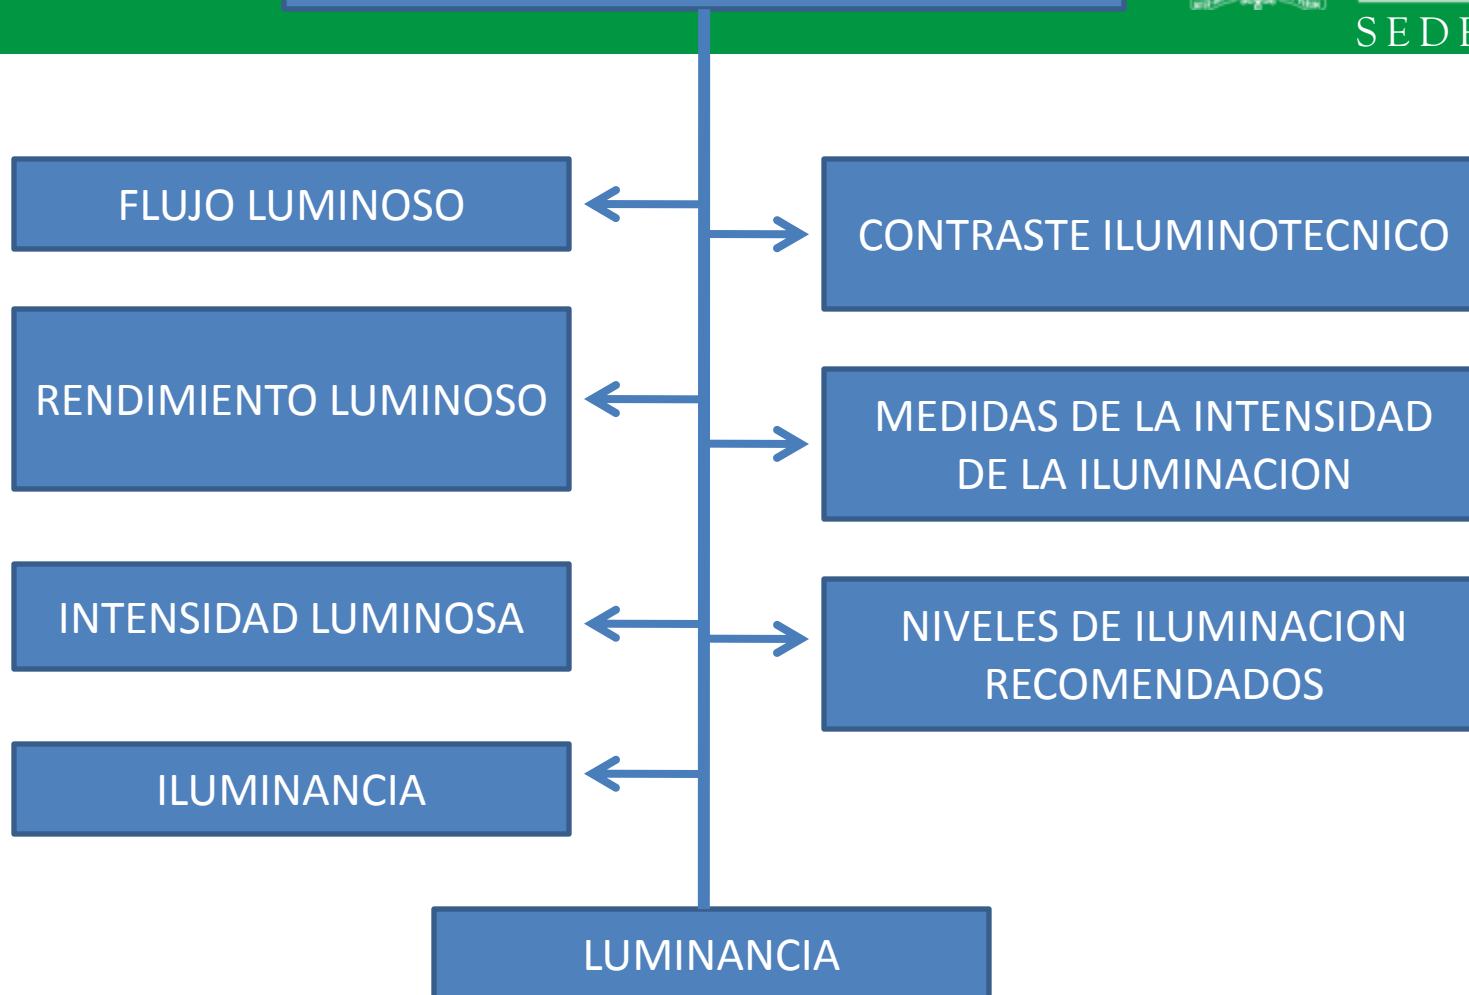 FLUJO LUMINOSO
RENDIMIENTO LUMINOSO
INTENSIDAD LUMINOSA
ILUMINANCIA
CONTRASTE ILUMINOTECNICO
MEDIDAS DE LA INTENSIDAD
DE LA ILUMINACION
NIVELES DE ILUMINACION
RECOMENDADOS
LUMINANCIA